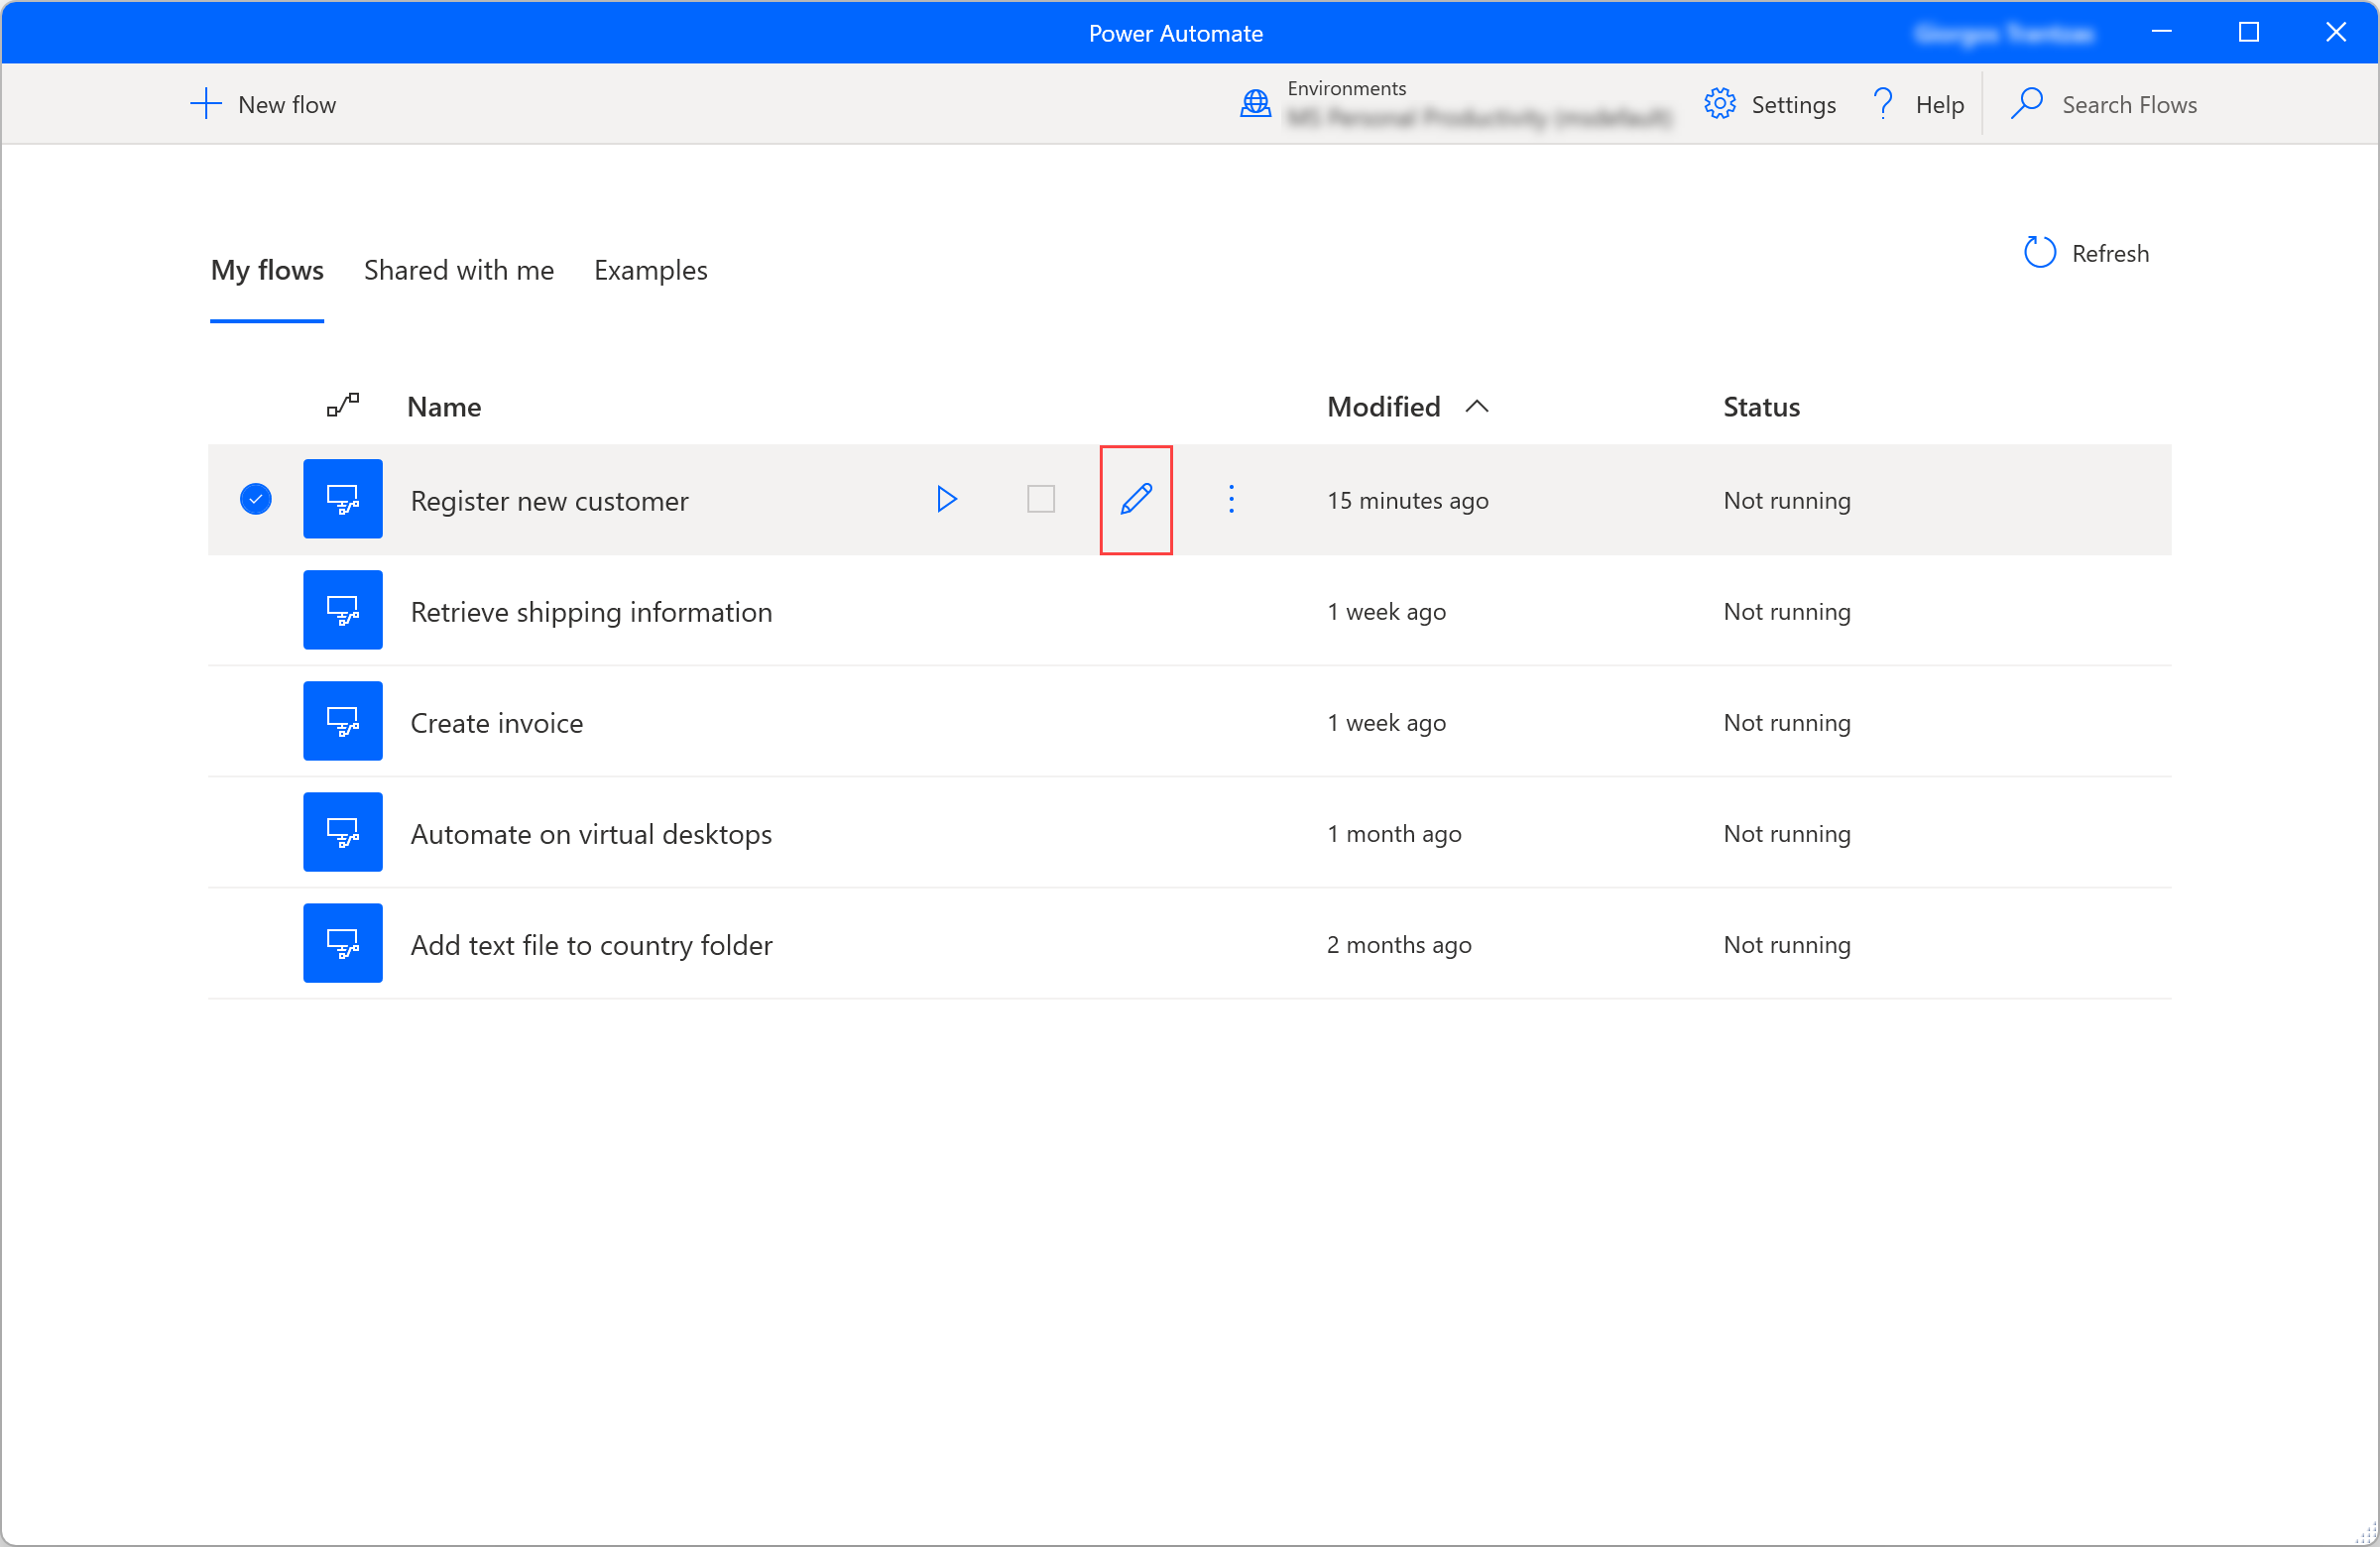 Power Automate
New flow
Environments
Settings
Help
Search Flows
My flows
Shared with me
Examples
Refresh
Name
Modified
Status
Register new customer
15 minutes ago
Not running
Retrieve shipping information
1 week ago
Not running
Create invoice
1 week ago
Not running
Automate on virtual desktops
1 month ago
Not running
Add text file to country folder
2 months ago
Not running